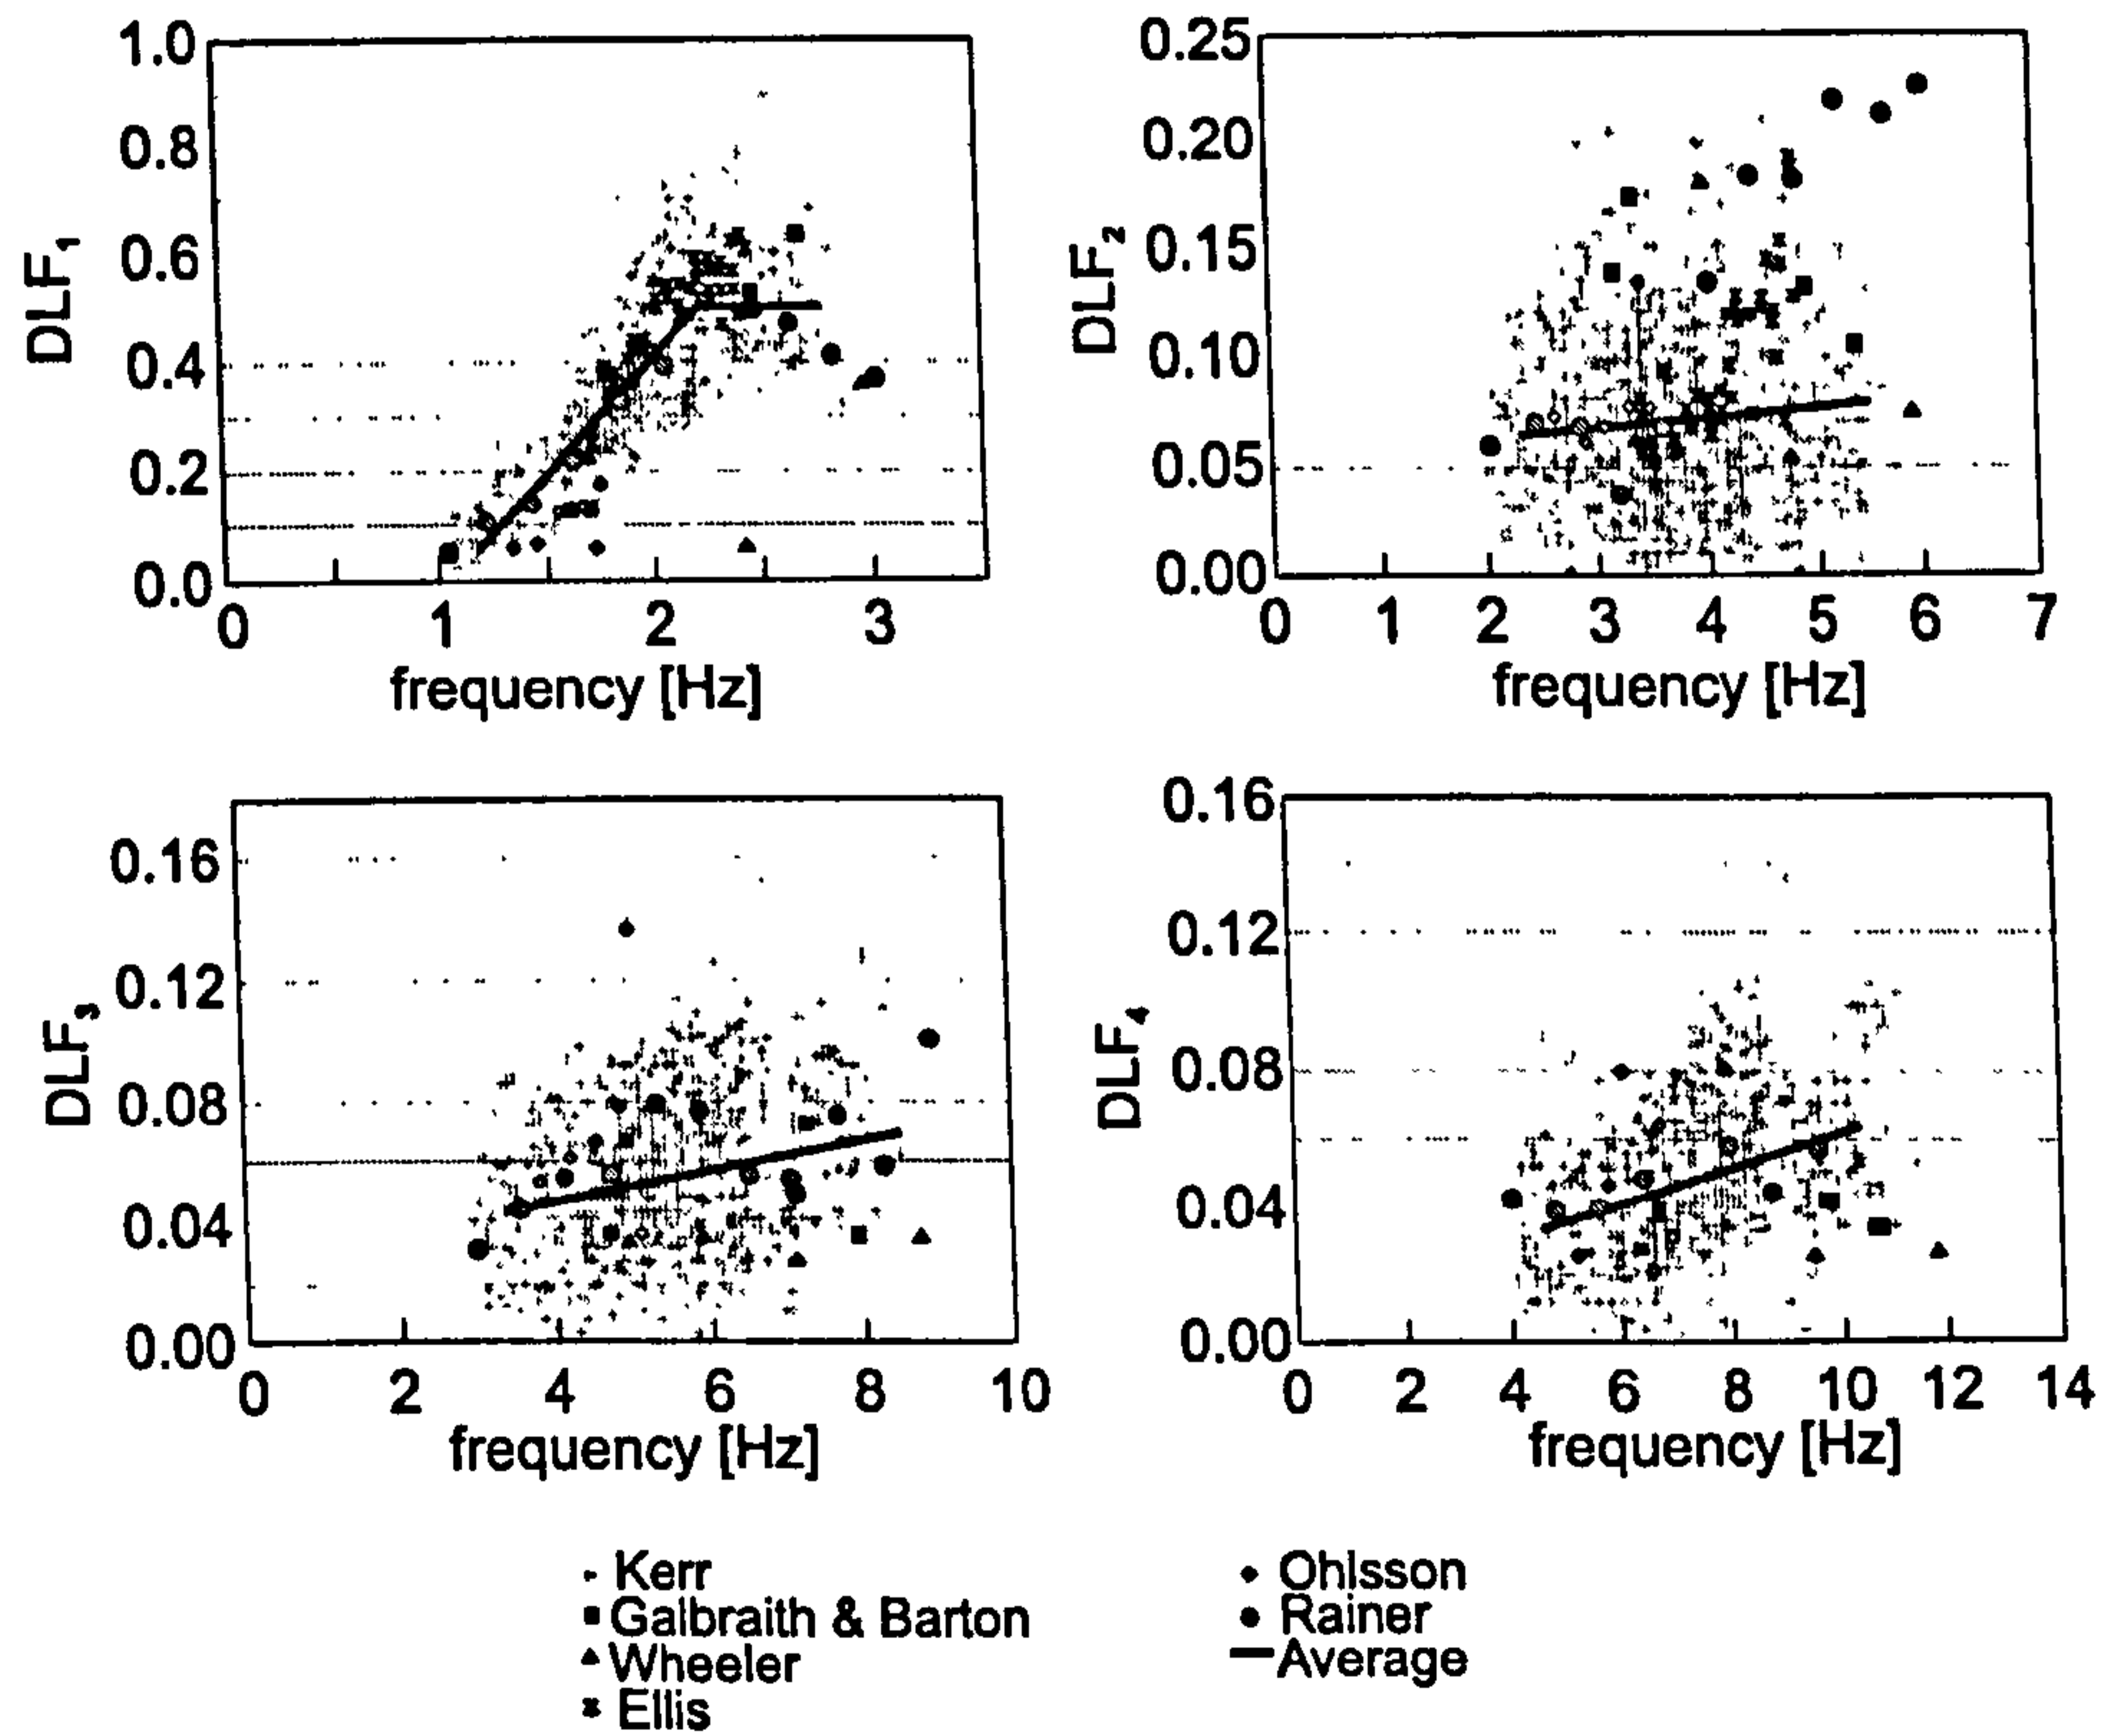 1.0
0.8
0.6
0.4
0.2
0.0
DLF1
0 1 2 3
frequency [Hz]
0.25
0.20
0.15
0.10
0.05
0.00
DLF2
0 1 2 3 4 5 6 7
frequency [Hz]
0.16
0.12
0.08
0.04
0.00
DLF3
0 2 4 6 8 10
frequency [Hz]
0.16
0.12
0.08
0.04
0.00
DLF4
0 2 4 6 8 10 12 14
frequency [Hz]
Kerr
Galbraith & Barton
Wheeler
Ellis
Ohlsson
Rainer
Average